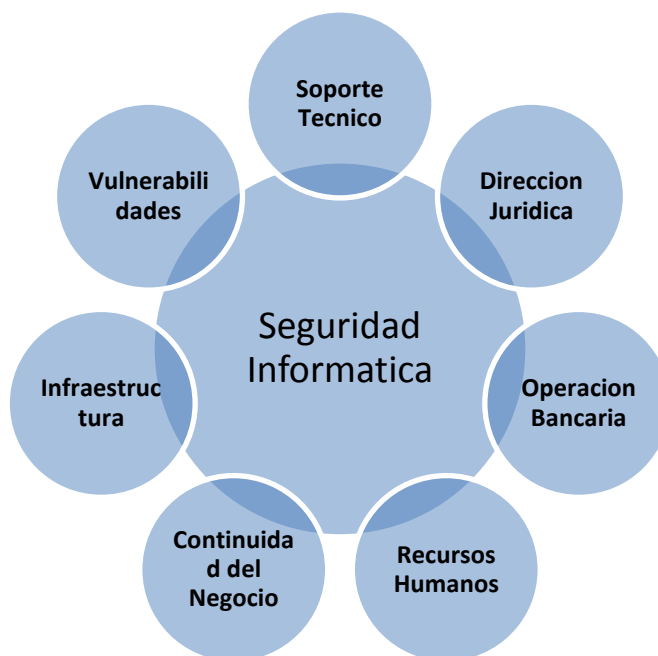 Soporte
Tecnico
Vulnerabili
dades
Direccion
Juridica
Seguridad
Informatica
Infraestruc
tura
Operacion
Bancaria
Continuida
d del
Negocio
Recursos
Humanos